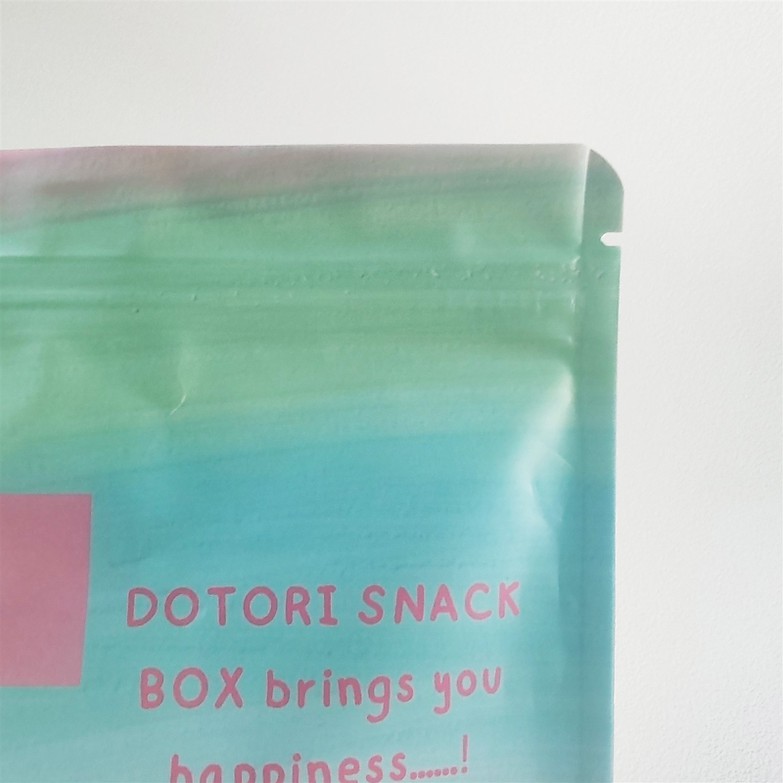 DOTORI SNACK
BOX brings you
happiness......!